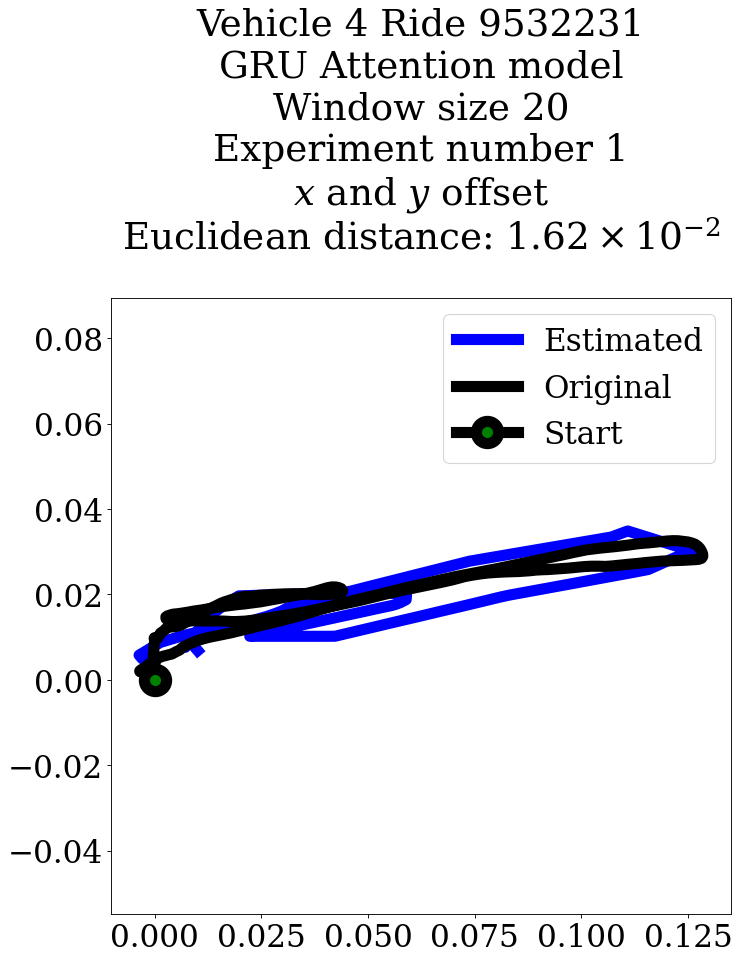 Vehicle 4 Ride 9532231
GRU Attention model
Window size 20
Experiment number 1
x and y offset
Euclidean distance: 1.62 × 10⁻²
Estimated
Original
Start
0.08
0.06
0.04
0.02
0.00
−0.02
−0.04
0.000 0.025 0.050 0.075 0.100 0.125